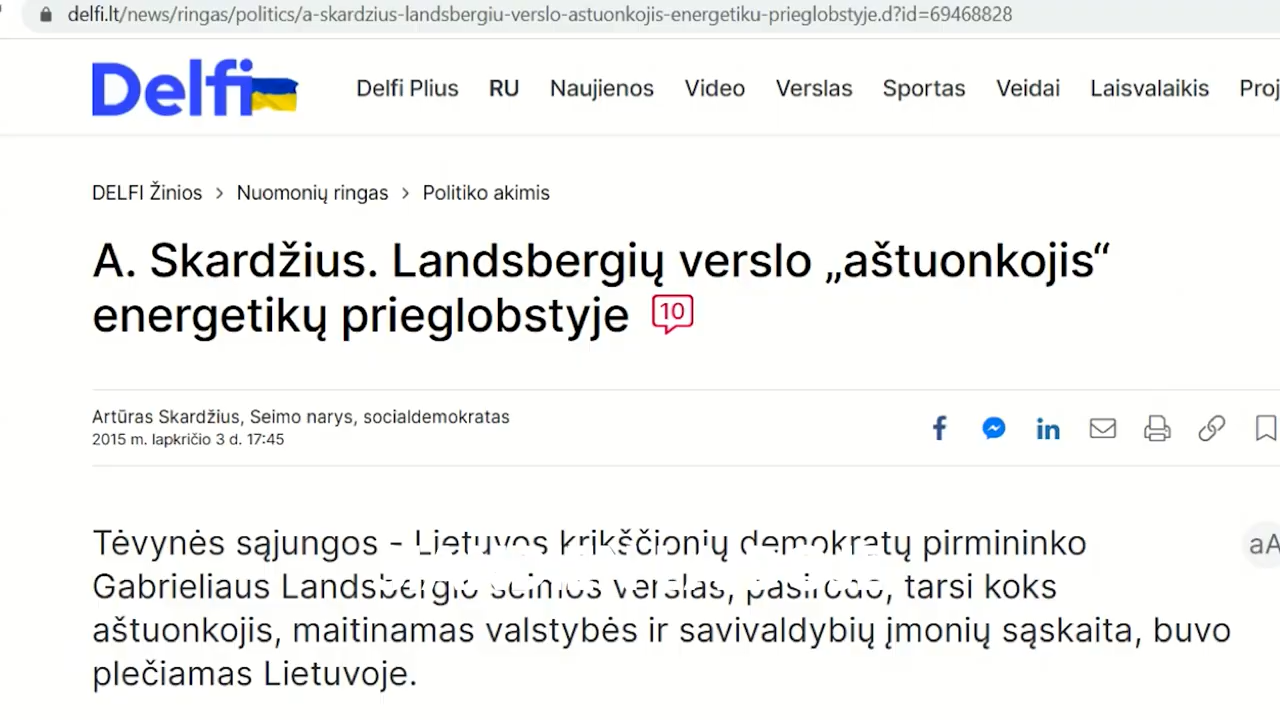 delfi.lt/news/ringas/politics/a-skardzius-landsbergiu-verslo-astuonkojis-energetiku-prieglobstyje.d?id=69468828
Delfi
Delfi Plius RU Naujienos Video Verslas Sportas Veidai Laisvalaikis Proj
DELFI Žinios > Nuomonių ringas > Politiko akimis
A. Skardžius. Landsbergių verslo „aštuonkojis“
energetikų prieglobstyje 10
Artūras Skardžius, Seimo narys, socialdemokratas
2015 m. lapkričio 3 d. 17:45
Tėvynės sąjungos - Lietuvos krikščionių demokratų pirmininko
Gabrieliaus Landsbergio šeimos verslas, pasirodo, tarsi koks
aštuonkojis, maitinamas valstybės ir savivaldybių įmonių sąskaita, buvo
plečiamas Lietuvoje.
aA